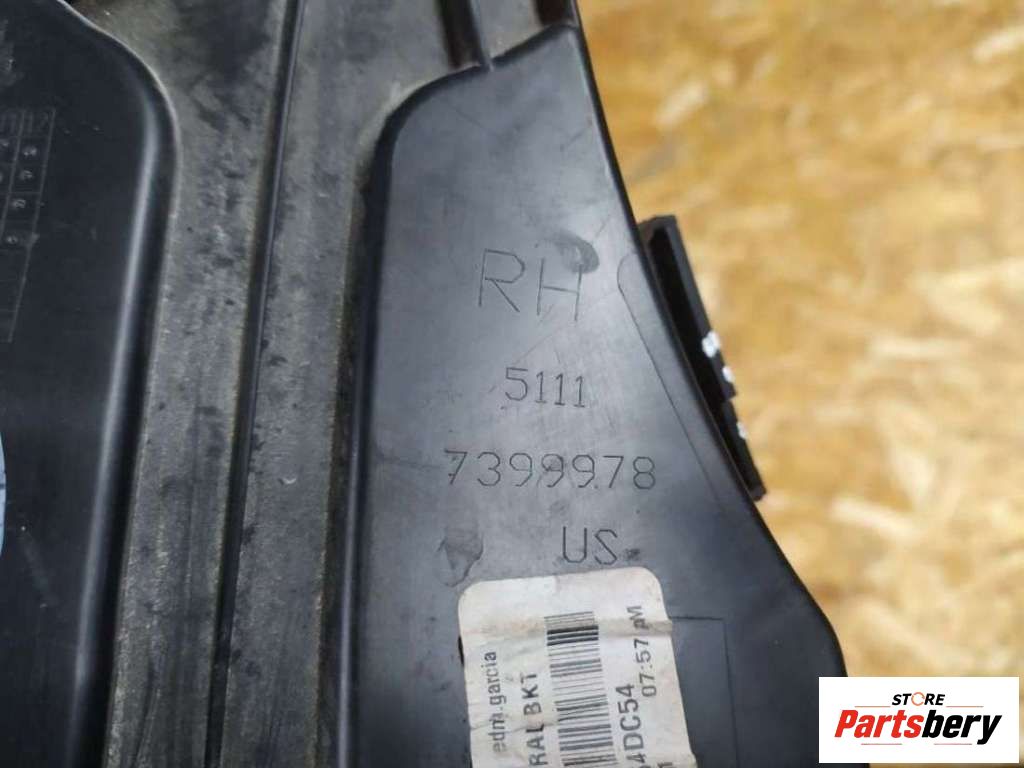 RH
5111
7399978
US
edm.garcia
RAL BKT
4DC54
07:57 PM
STORE
Partsbery